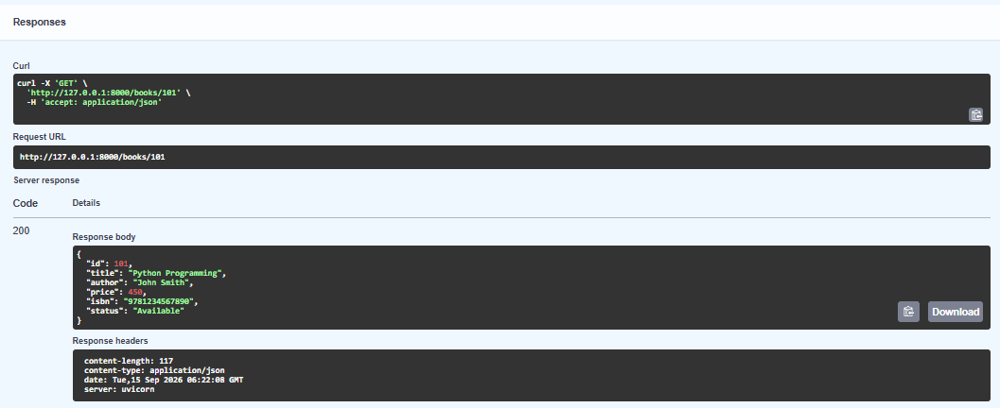 Responses
Curl
curl -X 'GET' \
  'http://127.0.0.1:8000/books/101' \
  -H 'accept: application/json'
Request URL
http://127.0.0.1:8000/books/101
Server response
Code Details
200
Response body
{
  "id": 101,
  "title": "Python Programming",
  "author": "John Smith",
  "price": 450,
  "isbn": "9781234567890",
  "status": "Available"
}
Download
Response headers
content-length: 117
content-type: application/json
date: Tue,15 Sep 2026 06:22:08 GMT
server: uvicorn